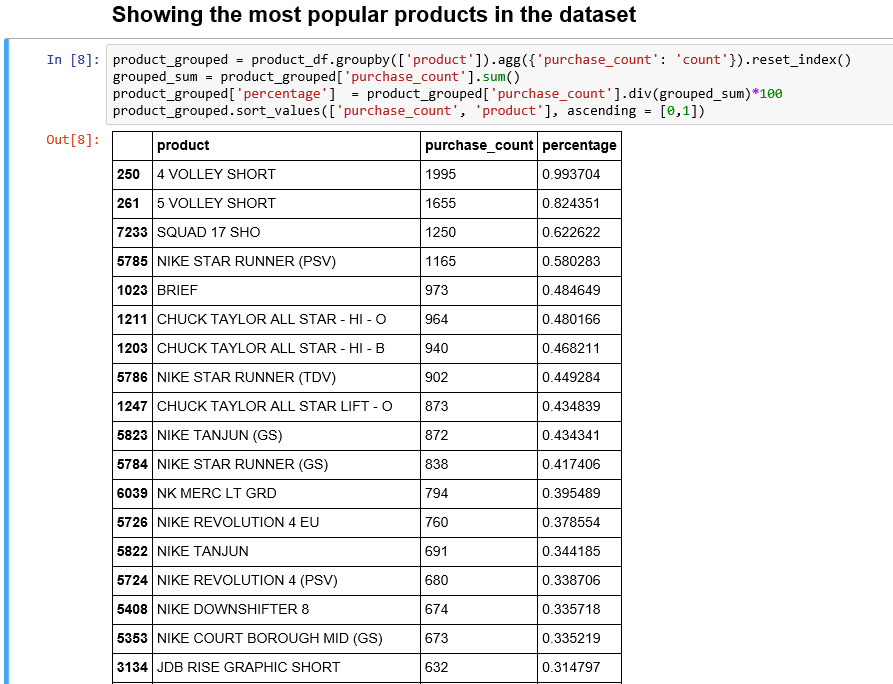 Showing the most popular products in the dataset
In [8]: product_grouped = product_df.groupby(['product']).agg({'purchase_count': 'count'}).reset_index()
grouped_sum = product_grouped['purchase_count'].sum()
product_grouped['percentage']  = product_grouped['purchase_count'].div(grouped_sum)*100
product_grouped.sort_values(['purchase_count', 'product'], ascending = [0,1])
Out[8]:
product purchase_count percentage
250 4 VOLLEY SHORT 1995 0.993704
261 5 VOLLEY SHORT 1655 0.824351
7233 SQUAD 17 SHO 1250 0.622622
5785 NIKE STAR RUNNER (PSV) 1165 0.580283
1023 BRIEF 973 0.484649
1211 CHUCK TAYLOR ALL STAR - HI - O 964 0.480166
1203 CHUCK TAYLOR ALL STAR - HI - B 940 0.468211
5786 NIKE STAR RUNNER (TDV) 902 0.449284
1247 CHUCK TAYLOR ALL STAR LIFT - O 873 0.434839
5823 NIKE TANJUN (GS) 872 0.434341
5784 NIKE STAR RUNNER (GS) 838 0.417406
6039 NK MERC LT GRD 794 0.395489
5726 NIKE REVOLUTION 4 EU 760 0.378554
5822 NIKE TANJUN 691 0.344185
5724 NIKE REVOLUTION 4 (PSV) 680 0.338706
5408 NIKE DOWNSHIFTER 8 674 0.335718
5353 NIKE COURT BOROUGH MID (GS) 673 0.335219
3134 JDB RISE GRAPHIC SHORT 632 0.314797